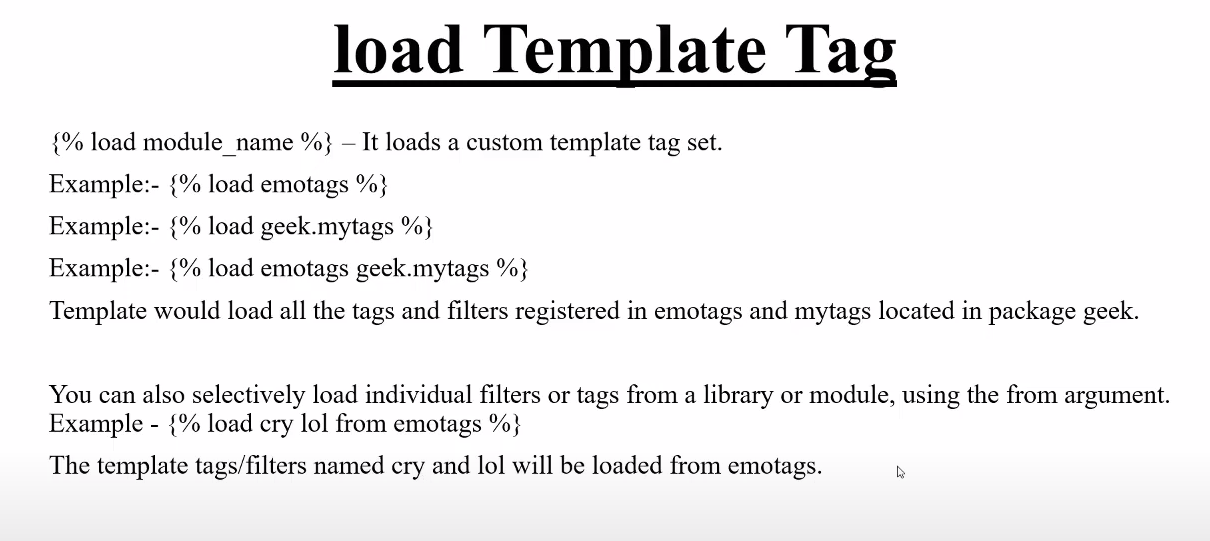 load Template Tag
{% load module_name %} – It loads a custom template tag set.
Example:- {% load emotags %}
Example:- {% load geek.mytags %}
Example:- {% load emotags geek.mytags %}
Template would load all the tags and filters registered in emotags and mytags located in package geek.
You can also selectively load individual filters or tags from a library or module, using the from argument.
Example - {% load cry lol from emotags %}
The template tags/filters named cry and lol will be loaded from emotags.